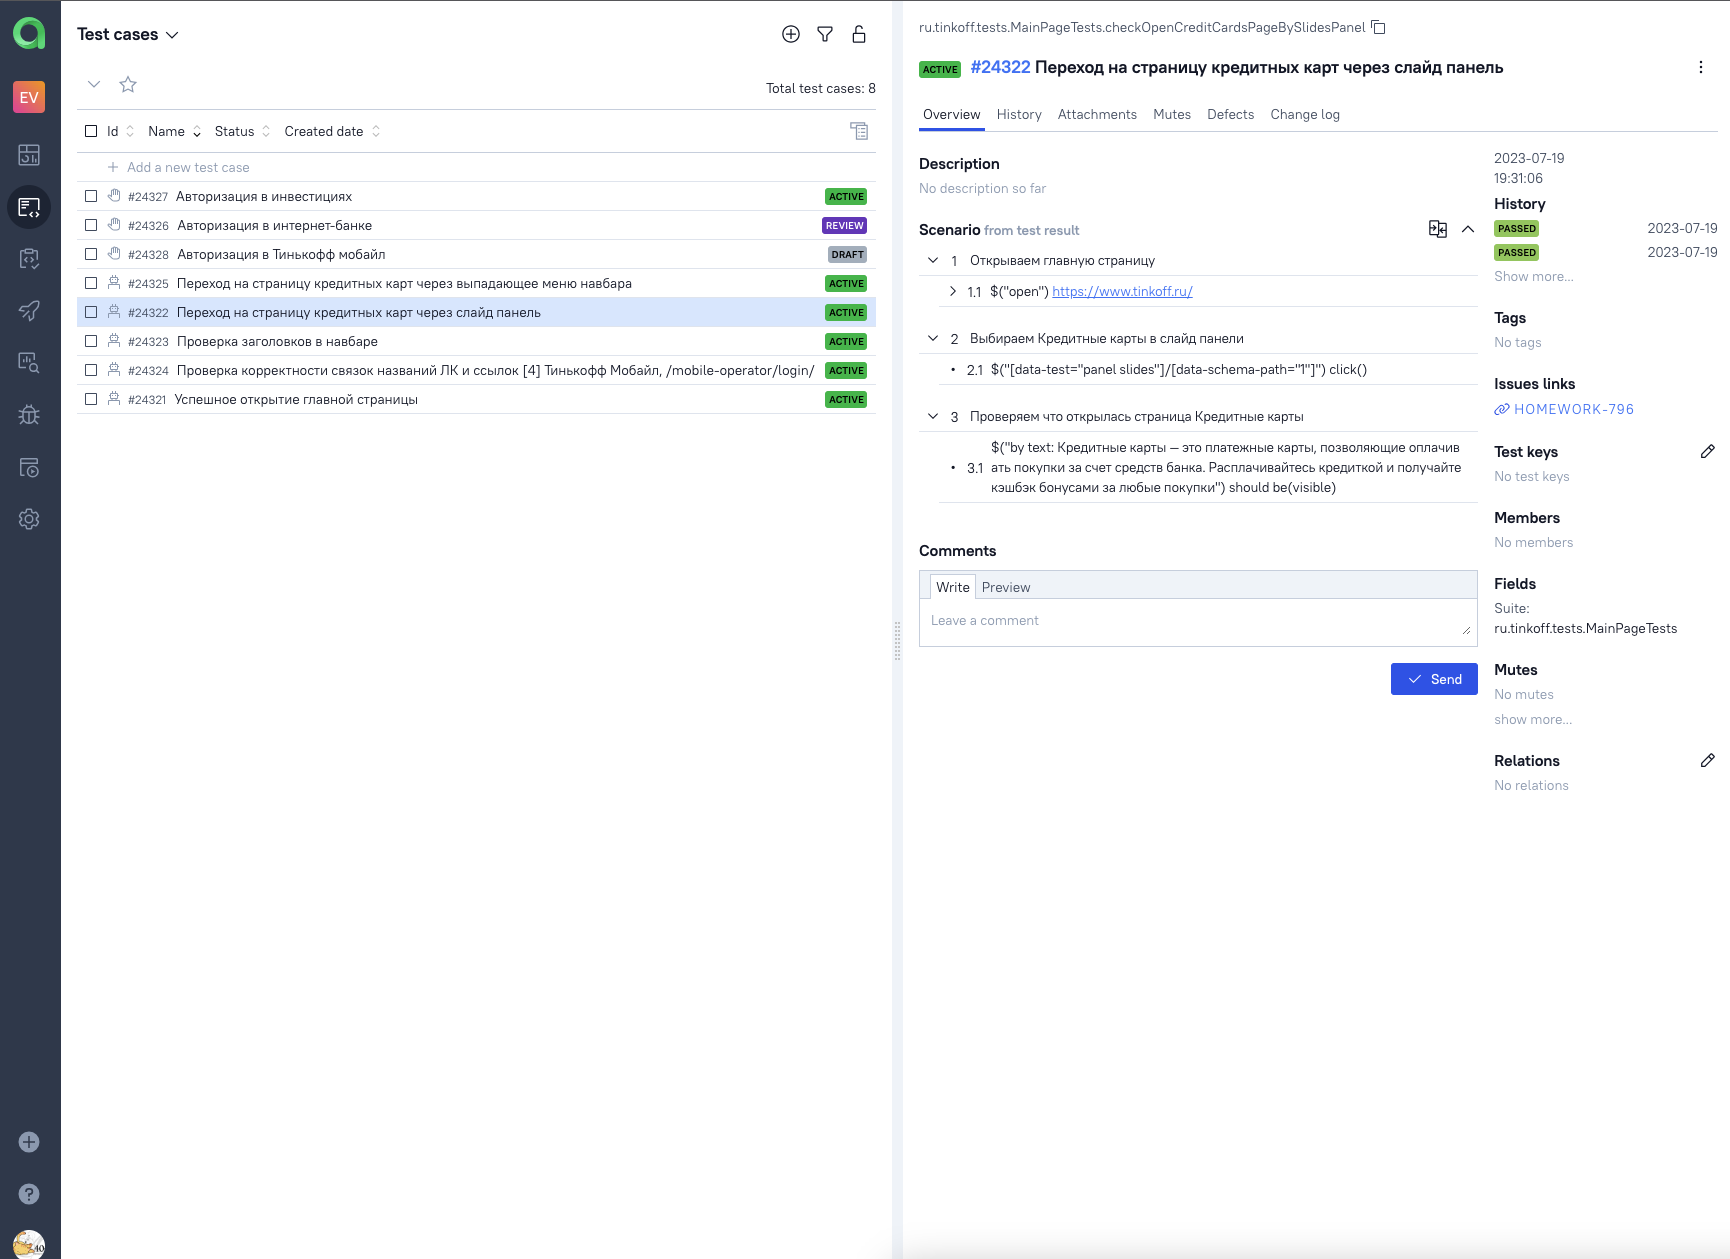 EV
Test cases
Total test cases: 8
Id Name Status Created date
Add a new test case
#24327 Авторизация в инвестициях ACTIVE
#24326 Авторизация в интернет-банке REVIEW
#24328 Авторизация в Тинькофф мобайл DRAFT
#24325 Переход на страницу кредитных карт через выпадающее меню навбара ACTIVE
#24322 Переход на страницу кредитных карт через слайд панель ACTIVE
#24323 Проверка заголовков в навбаре ACTIVE
#24324 Проверка корректности связок названий ЛК и ссылок [4] Тинькофф Мобайл, /mobile-operator/login/ ACTIVE
#24321 Успешное открытие главной страницы ACTIVE
ru.tinkoff.tests.MainPageTests.checkOpenCreditCardsPageBySlidesPanel
ACTIVE #24322 Переход на страницу кредитных карт через слайд панель
Overview History Attachments Mutes Defects Change log
Description
No description so far
Scenario from test result
1 Открываем главную страницу
1.1 $("open") https://www.tinkoff.ru/
2 Выбираем Кредитные карты в слайд панели
2.1 $("[data-test="panel slides"]/[data-schema-path="1"]") click()
3 Проверяем что открылась страница Кредитные карты
3.1 $("by text: Кредитные карты — это платежные карты, позволяющие оплачив
ать покупки за счет средств банка. Расплачивайтесь кредиткой и получайте
кэшбэк бонусами за любые покупки") should be(visible)
Comments
Write Preview
Leave a comment
Send
2023-07-19
19:31:06
History
PASSED 2023-07-19
PASSED 2023-07-19
Show more...
Tags
No tags
Issues links
HOMEWORK-796
Test keys
No test keys
Members
No members
Fields
Suite:
ru.tinkoff.tests.MainPageTests
Mutes
No mutes
show more...
Relations
No relations